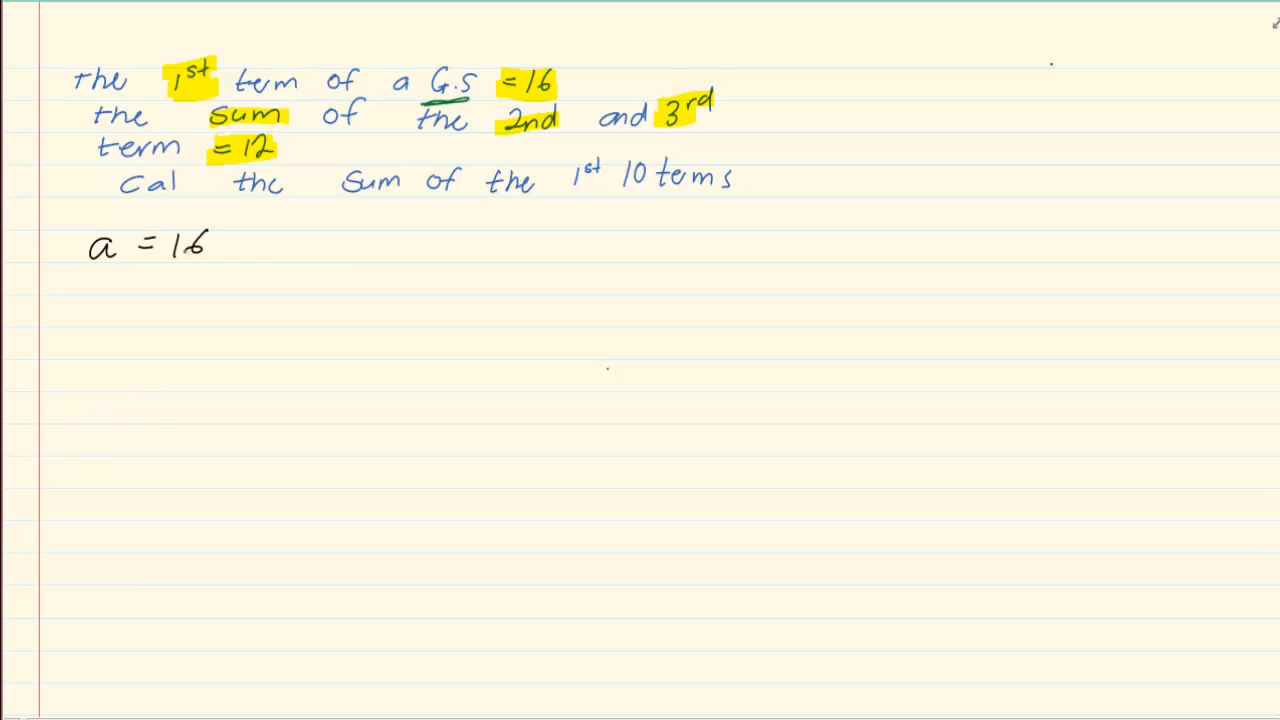 The 1st term of a G.S = 16
the sum of the 2nd and 3rd
term = 12
Cal the Sum of the 1st 10 terms
a = 16